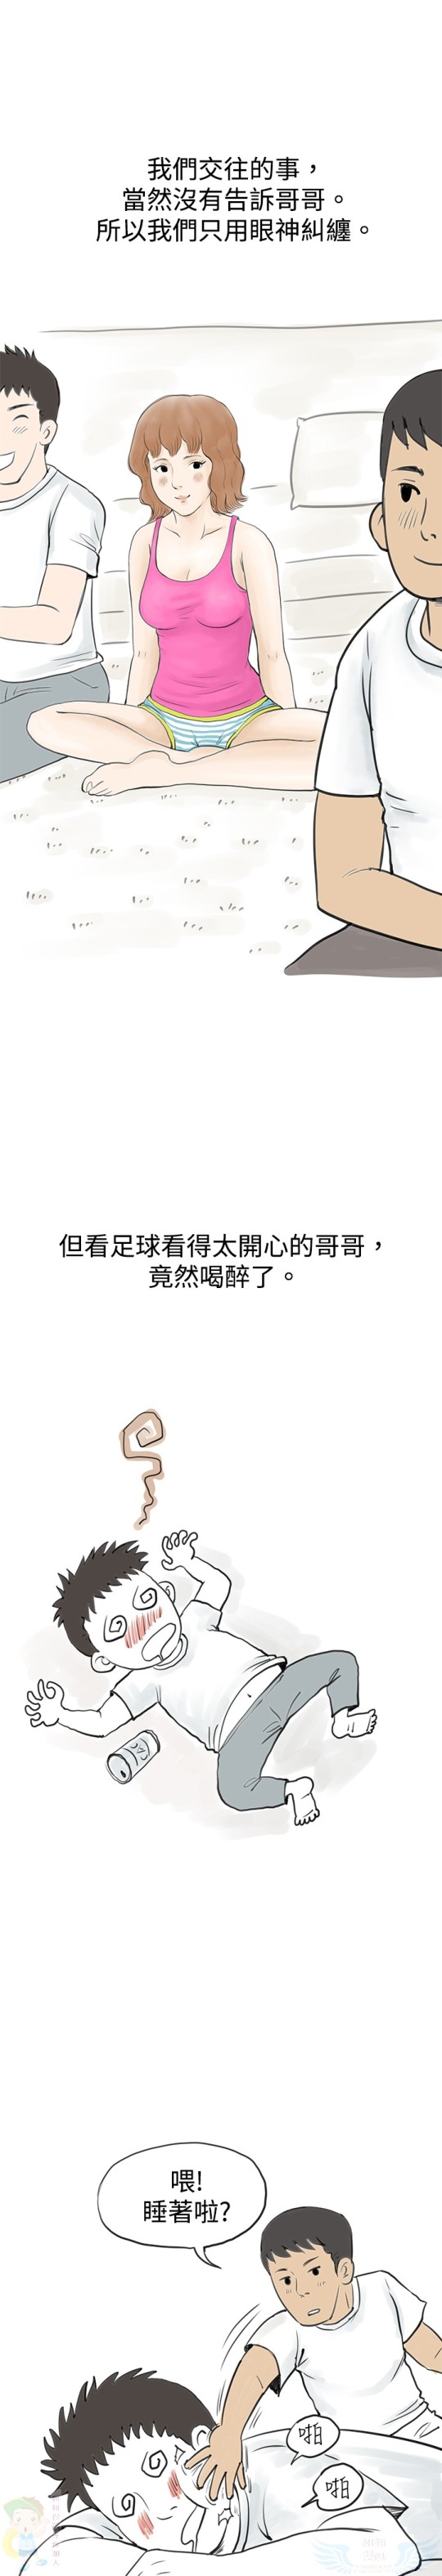 我們交往的事，
當然沒有告訴哥哥。
所以我們只用眼神糾纏。
但看足球看得太開心的哥哥，
竟然喝醉了。
喂!
睡著啦?
啪
啪